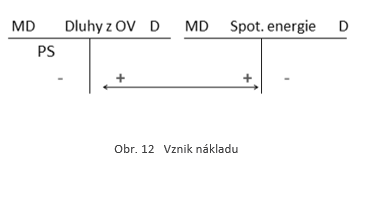 MD Dluhy z OV D MD Spot. energie D
PS
- + + -
Obr. 12 Vznik nákladu